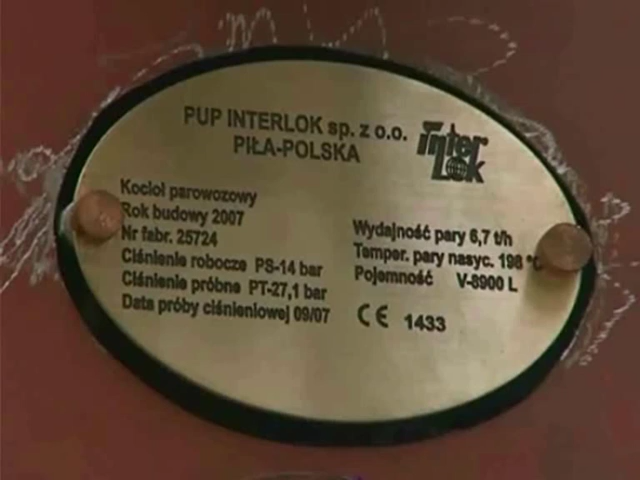 PUP INTERLOK sp. z o.o.
PIŁA-POLSKA
Inter Lok
Kocioł parowozowy
Rok budowy 2007
Nr fabr. 25724
Ciśnienie robocze PS-14 bar
Ciśnienie próbne PT-27,1 bar
Data próby ciśnieniowej 09/07
Wydajność pary 6,7 t/h
Temper. pary nasyc. 198 °C
Pojemność V-8900 L
CE 1433